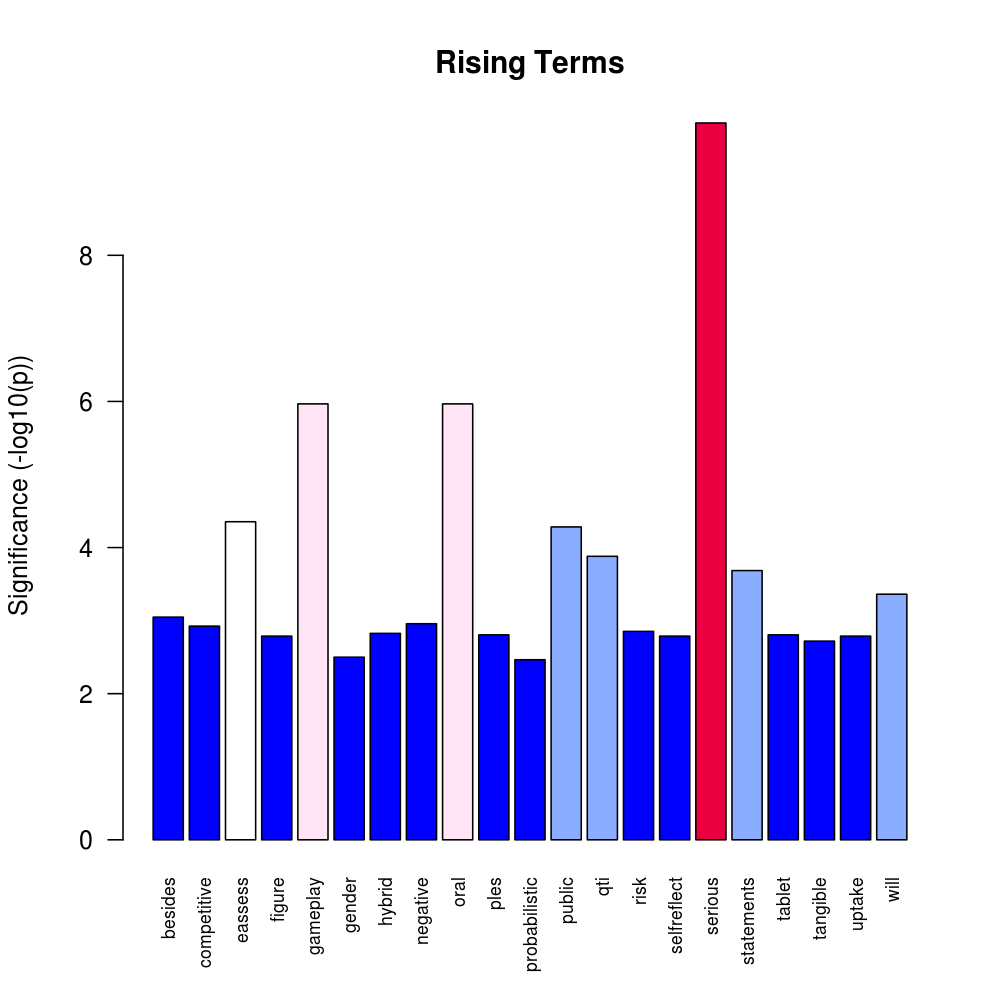 Rising Terms
Significance (-log10(p))
8
6
4
2
0
besides
competitive
eassess
figure
gameplay
gender
hybrid
negative
oral
ples
probabilistic
public
qti
risk
selfreflect
serious
statements
tablet
tangible
uptake
will